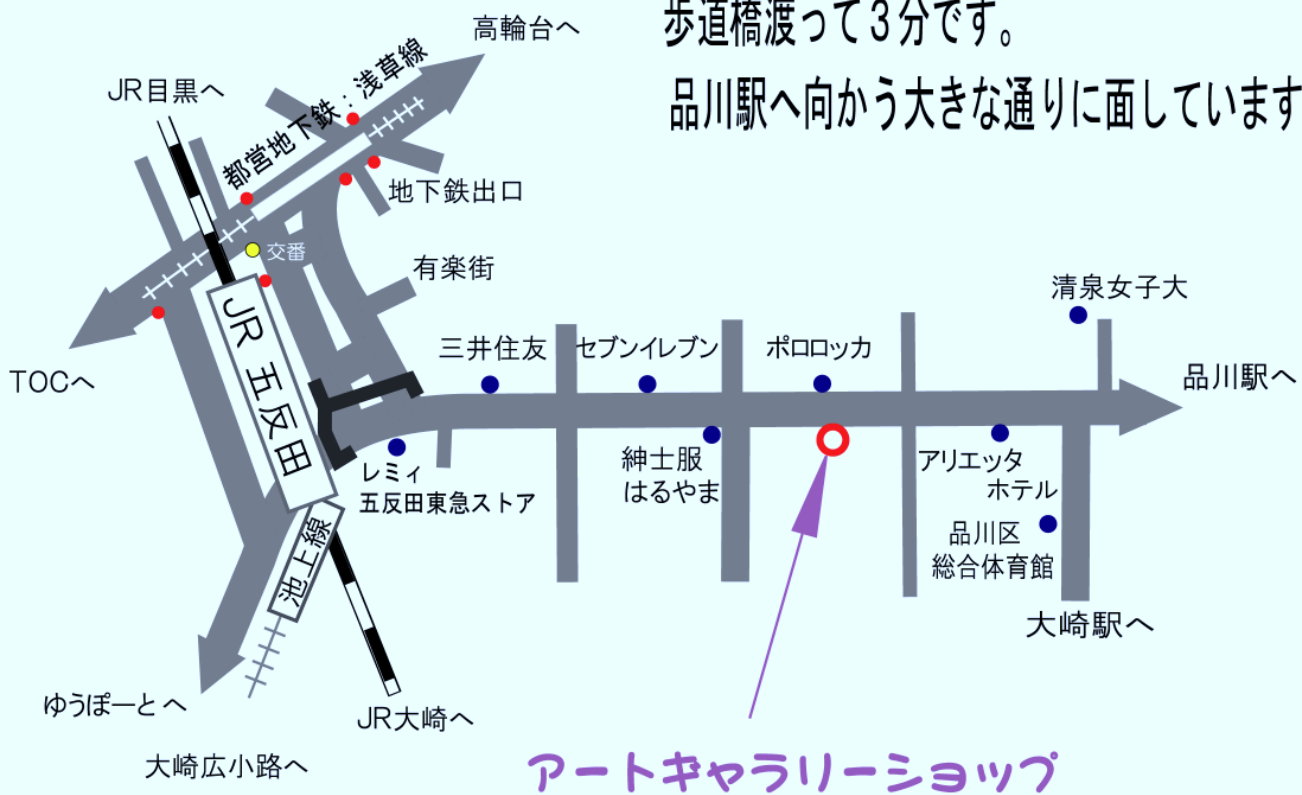 歩道橋渡って３分です。
品川駅へ向かう大きな通りに面しています
高輪台へ
JR目黒へ
都営地下鉄：浅草線
地下鉄出口
交番
有楽街
清泉女子大
TOCへ
JR 五反田
三井住友
セブンイレブン
ポロロッカ
品川駅へ
レミィ
五反田東急ストア
紳士服
はるやま
アリエッタ
ホテル
品川区
総合体育館
池上線
大崎駅へ
ゆうぽーとへ
JR大崎へ
大崎広小路へ
アートギャラリーショップ